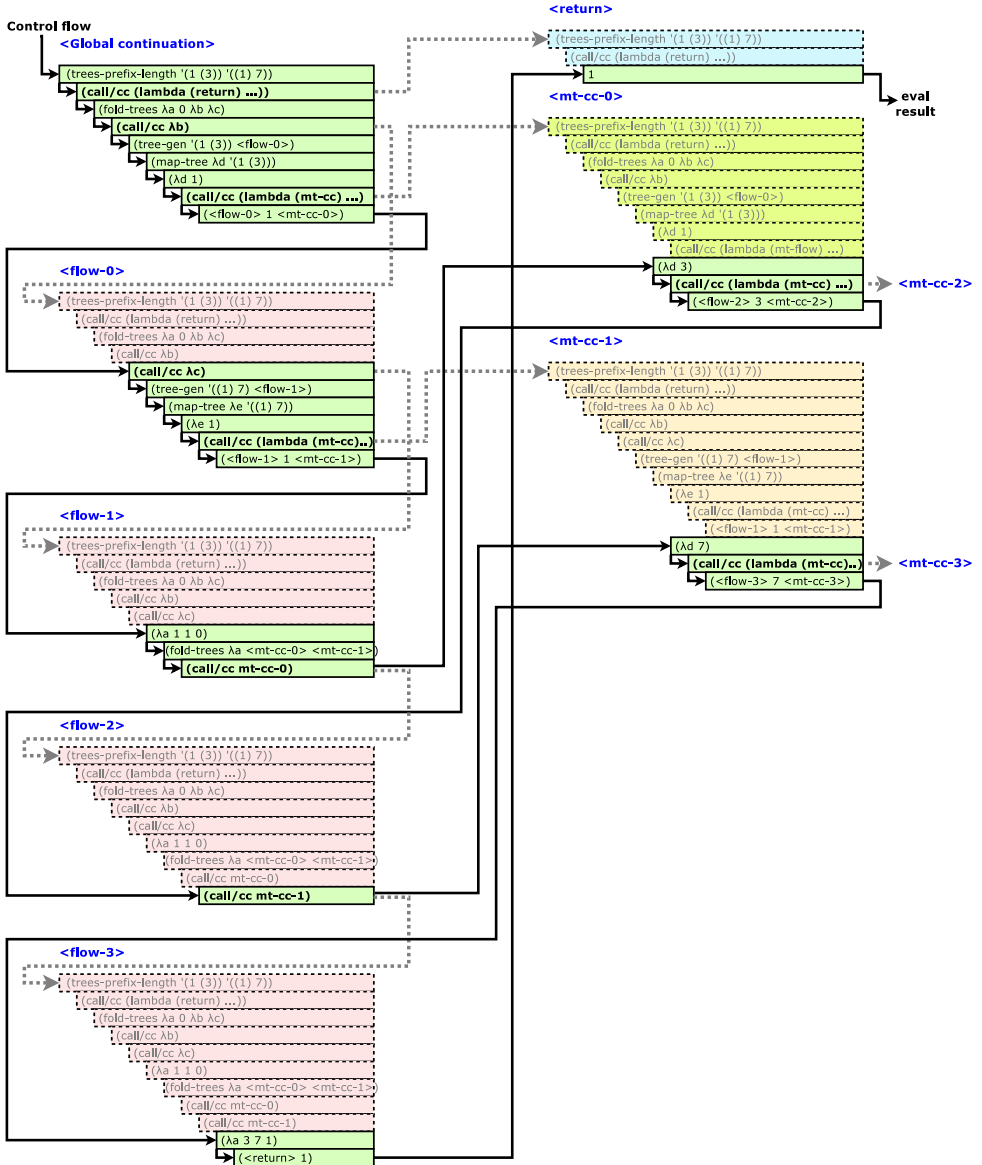 Control flow
<Global continuation>
(trees-prefix-length '(1 (3)) '((1) 7))
(call/cc (lambda (return) ...))
(fold-trees λa 0 λb λc)
(call/cc λb)
(tree-gen '(1 (3)) <flow-0>)
(map-tree λd '(1 (3)))
(λd 1)
(call/cc (lambda (mt-cc) ...)
(<flow-0> 1 <mt-cc-0>)
<flow-0>
(trees-prefix-length '(1 (3)) '((1) 7))
(call/cc (lambda (return) ...))
(fold-trees λa 0 λb λc)
(call/cc λb)
(call/cc λc)
(tree-gen '((1) 7) <flow-1>)
(map-tree λe '((1) 7))
(λe 1)
(call/cc (lambda (mt-cc)..)
(<flow-1> 1 <mt-cc-1>)
<flow-1>
(trees-prefix-length '(1 (3)) '((1) 7))
(call/cc (lambda (return) ...))
(fold-trees λa 0 λb λc)
(call/cc λb)
(call/cc λc)
(λa 1 1 0)
(fold-trees λa <mt-cc-0> <mt-cc-1>)
(call/cc mt-cc-0)
<flow-2>
(trees-prefix-length '(1 (3)) '((1) 7))
(call/cc (lambda (return) ...))
(fold-trees λa 0 λb λc)
(call/cc λb)
(call/cc λc)
(λa 1 1 0)
(fold-trees λa <mt-cc-0> <mt-cc-1>)
(call/cc mt-cc-0)
(call/cc mt-cc-1)
<flow-3>
(trees-prefix-length '(1 (3)) '((1) 7))
(call/cc (lambda (return) ...))
(fold-trees λa 0 λb λc)
(call/cc λb)
(call/cc λc)
(λa 1 1 0)
(fold-trees λa <mt-cc-0> <mt-cc-1>)
(call/cc mt-cc-0)
(call/cc mt-cc-1)
(λa 3 7 1)
(<return> 1)
<return>
(trees-prefix-length '(1 (3)) '((1) 7))
(call/cc (lambda (return) ...))
1
eval
result
<mt-cc-0>
(trees-prefix-length '(1 (3)) '((1) 7))
(call/cc (lambda (return) ...))
(fold-trees λa 0 λb λc)
(call/cc λb)
(tree-gen '(1 (3)) <flow-0>)
(map-tree λd '(1 (3)))
(λd 1)
(call/cc (lambda (mt-flow) ...)
(λd 3)
(call/cc (lambda (mt-cc) ...)
<mt-cc-2>
(<flow-2> 3 <mt-cc-2>)
<mt-cc-1>
(trees-prefix-length '(1 (3)) '((1) 7))
(call/cc (lambda (return) ...))
(fold-trees λa 0 λb λc)
(call/cc λb)
(call/cc λc)
(tree-gen '((1) 7) <flow-1>)
(map-tree λe '((1) 7))
(λe 1)
(call/cc (lambda (mt-cc) ...)
(<flow-1> 1 <mt-cc-1>)
(λd 7)
(call/cc (lambda (mt-cc)..)
<mt-cc-3>
(<flow-3> 7 <mt-cc-3>)